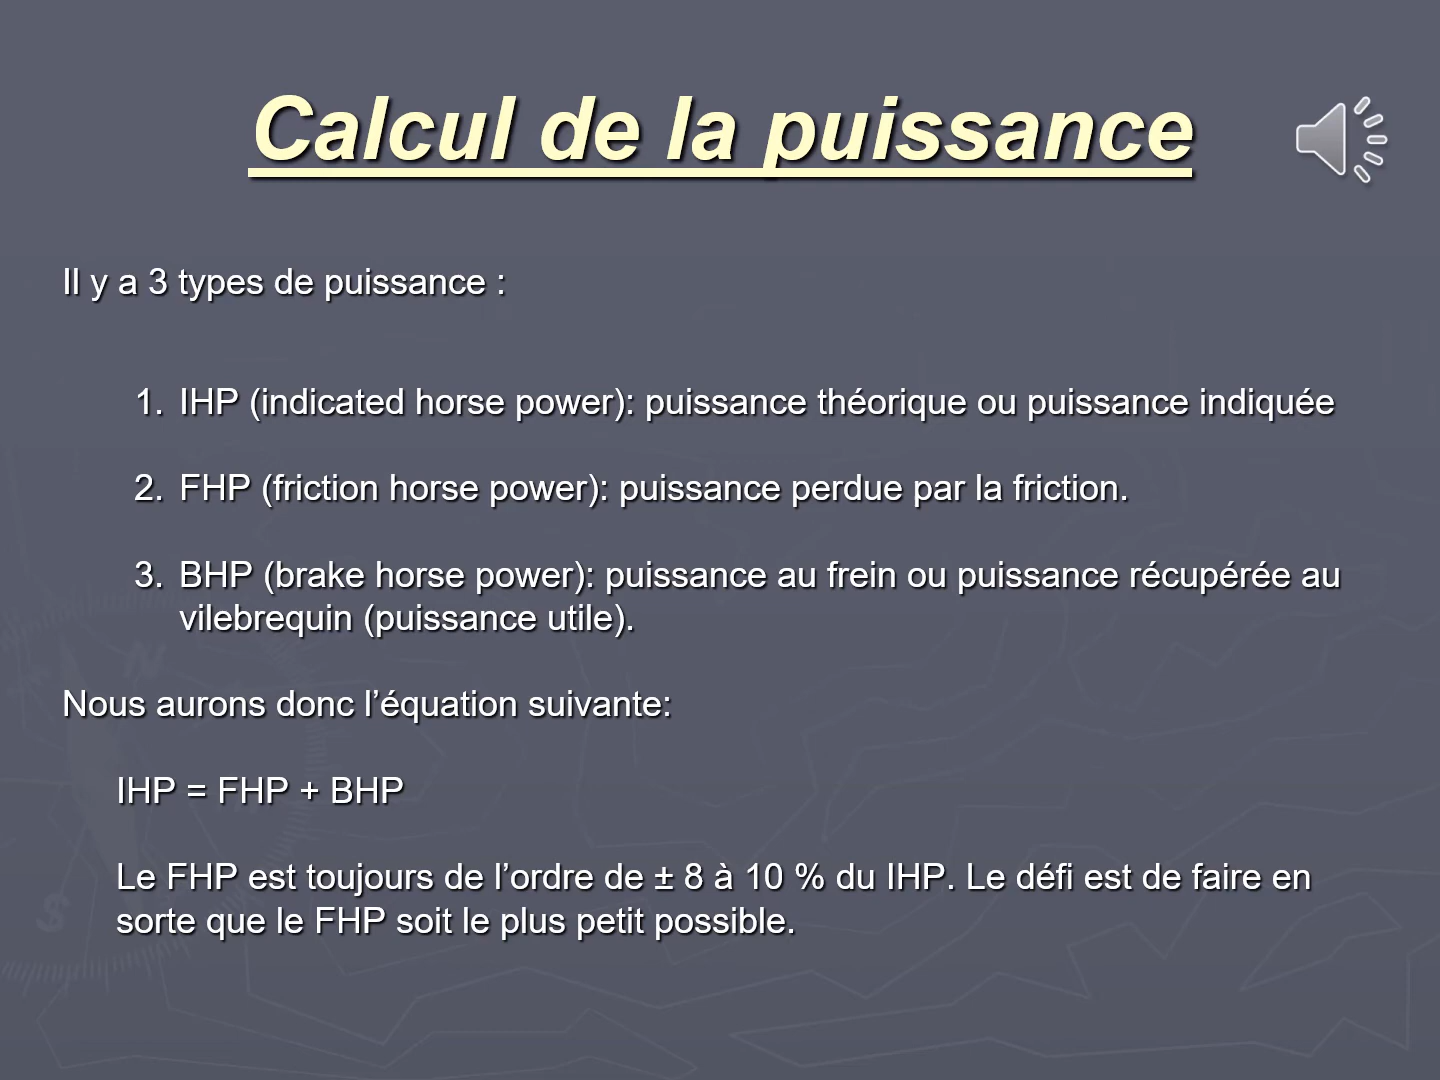 Calcul de la puissance
Il y a 3 types de puissance :
1. IHP (indicated horse power): puissance théorique ou puissance indiquée
2. FHP (friction horse power): puissance perdue par la friction.
3. BHP (brake horse power): puissance au frein ou puissance récupérée au
vilebrequin (puissance utile).
Nous aurons donc l’équation suivante:
IHP = FHP + BHP
Le FHP est toujours de l’ordre de ± 8 à 10 % du IHP. Le défi est de faire en
sorte que le FHP soit le plus petit possible.
N
S